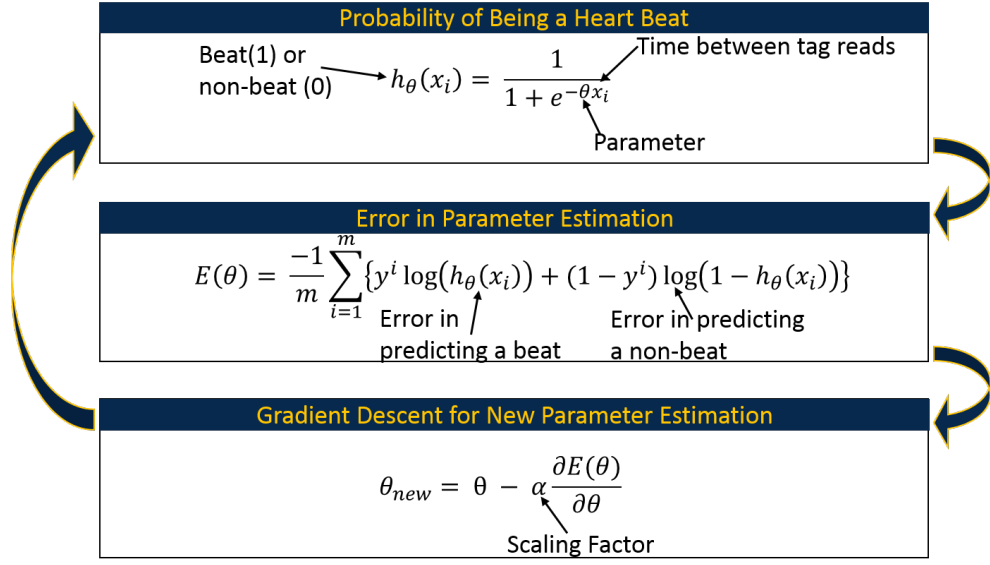 Probability of Being a Heart Beat
Beat(1) or
non-beat (0)
h_θ(x_i) = 1 / (1 + e^{-θx_i})
Time between tag reads
Parameter
Error in Parameter Estimation
E(θ) = -1/m ∑_{i=1}^{m} {y^i log(h_θ(x_i)) + (1 − y^i) log(1 − h_θ(x_i))}
Error in
predicting a beat
Error in predicting
a non-beat
Gradient Descent for New Parameter Estimation
θ_new = θ − α ∂E(θ)/∂θ
Scaling Factor